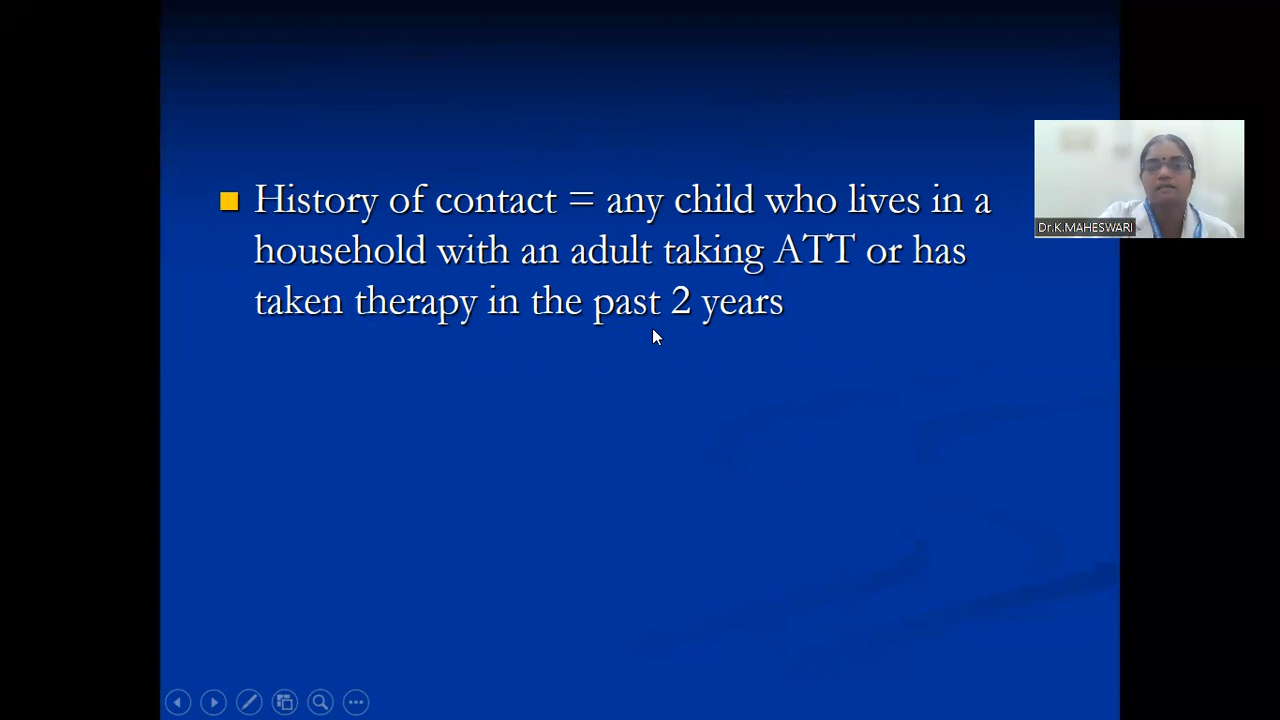 History of contact = any child who lives in a
household with an adult taking ATT or has
taken therapy in the past 2 years
Dr.K.MAHESWARI